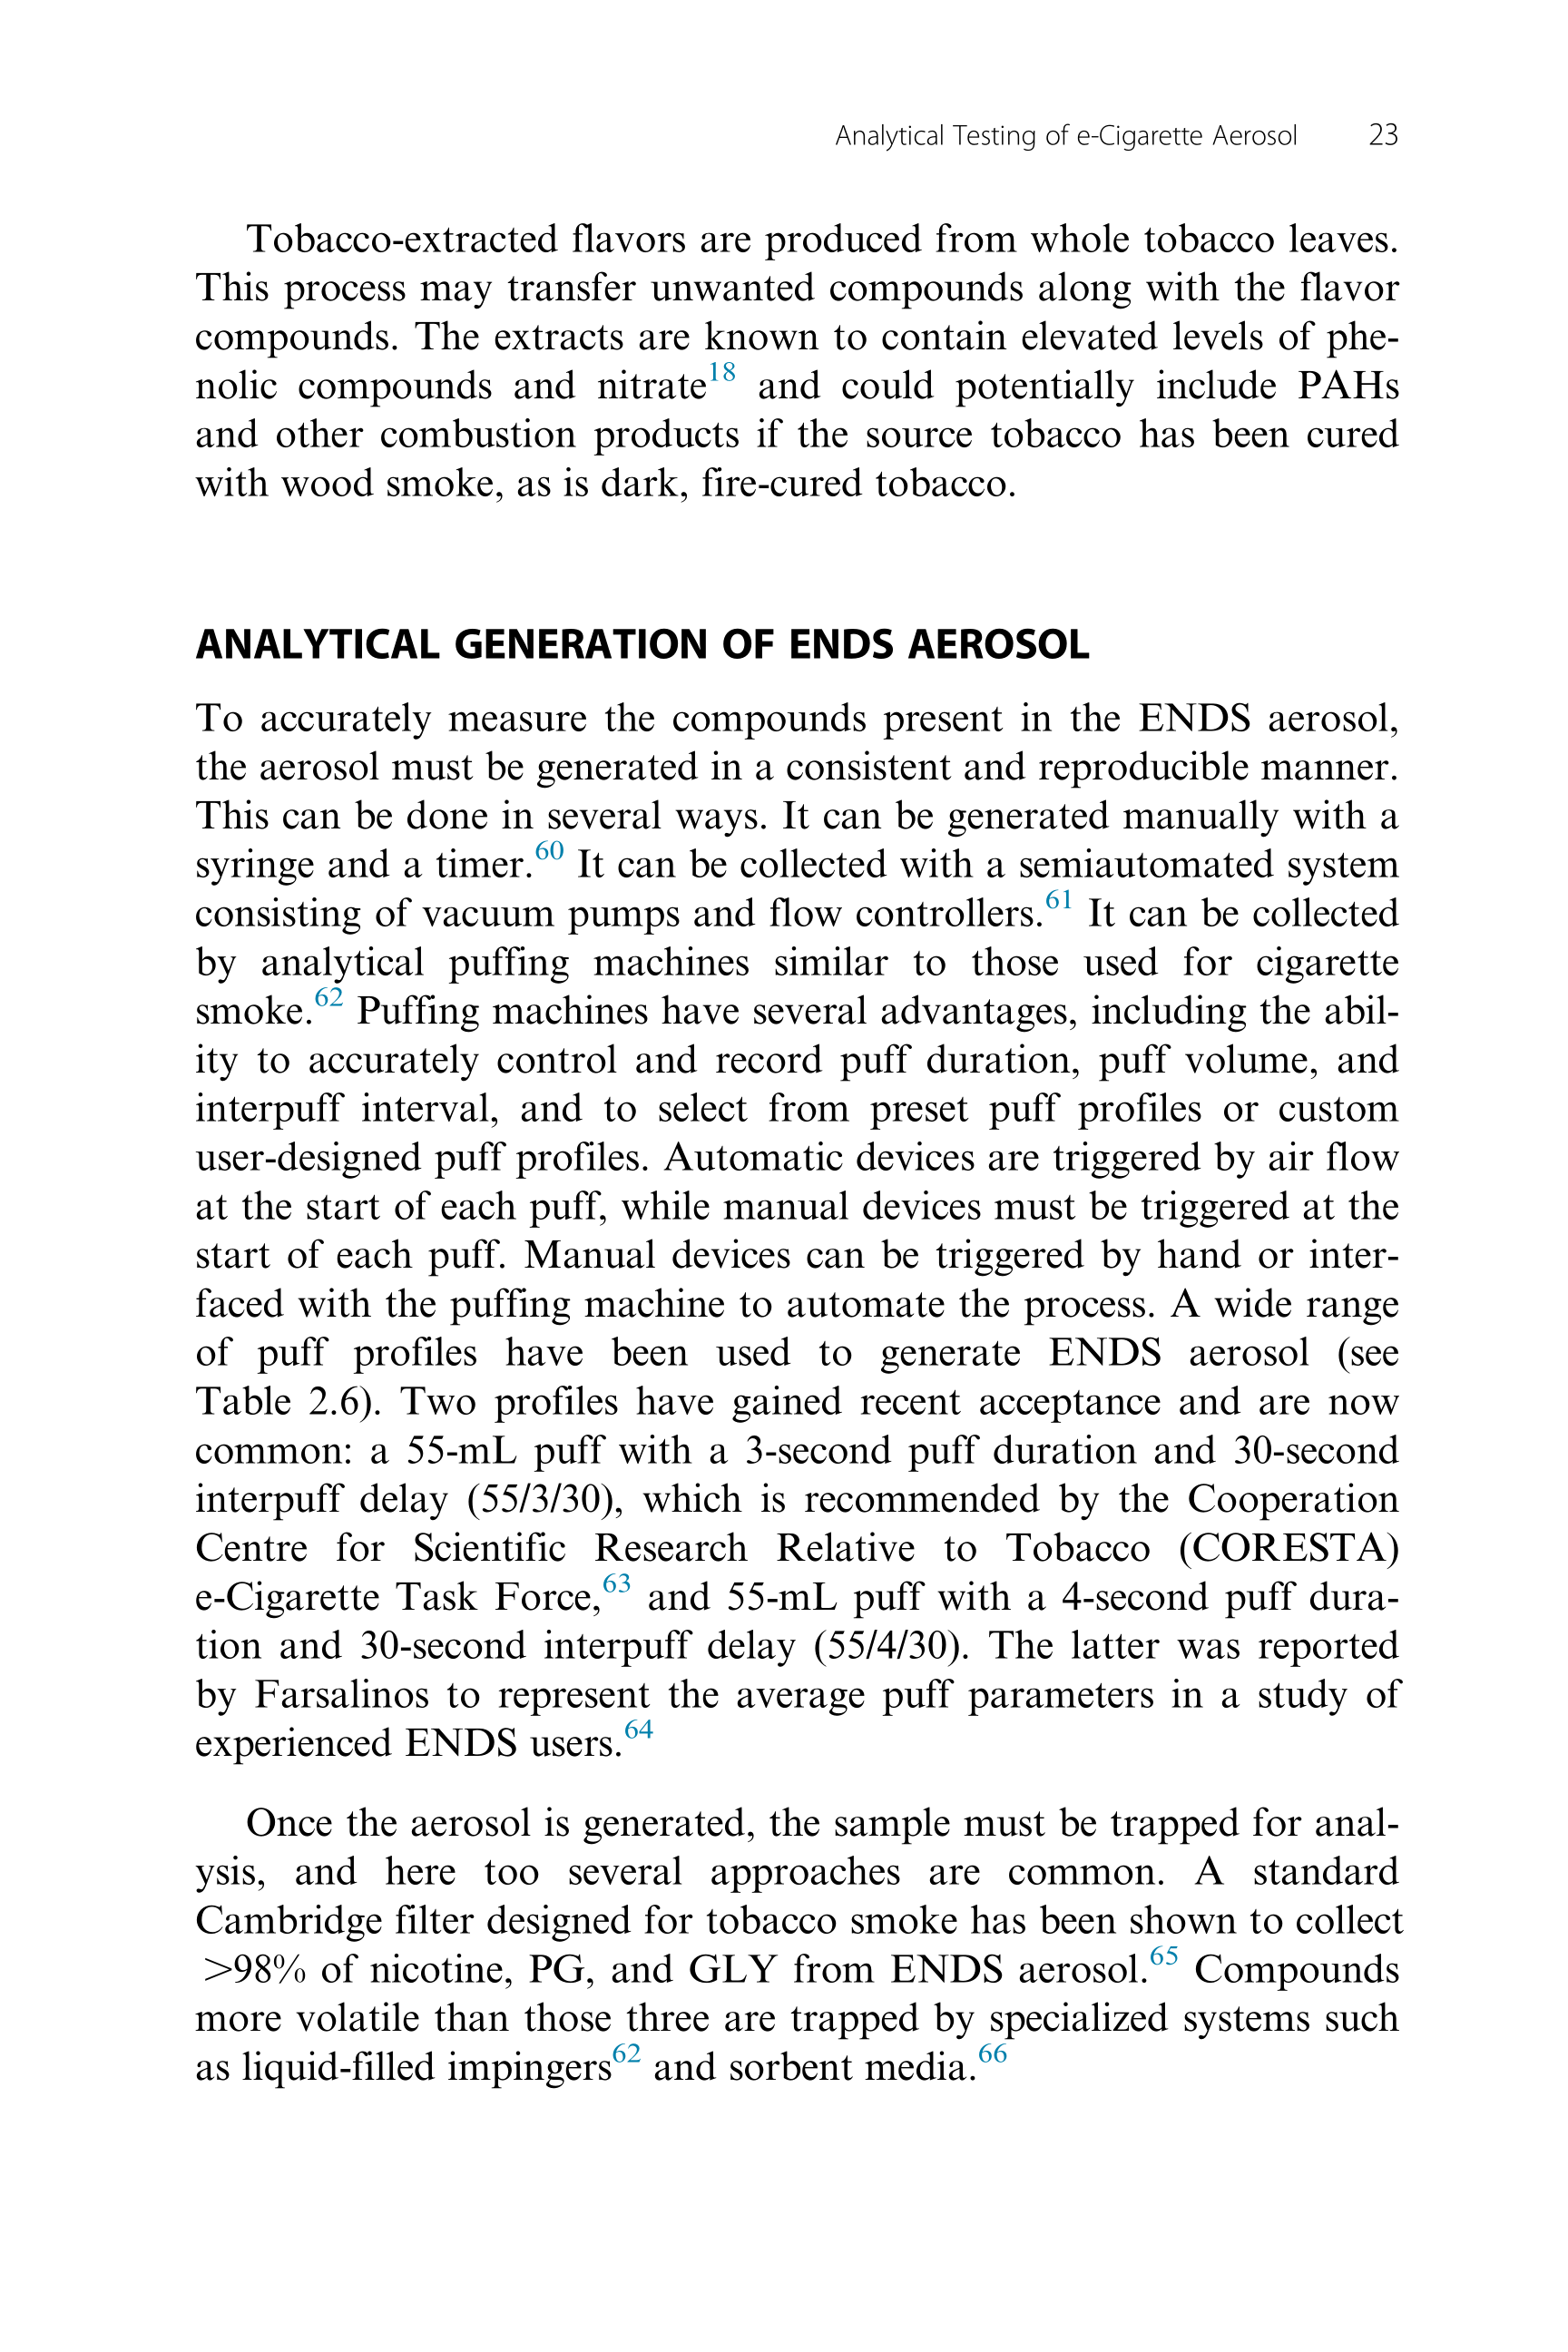 Analytical Testing of e-Cigarette Aerosol 23
Tobacco-extracted flavors are produced from whole tobacco leaves.
This process may transfer unwanted compounds along with the flavor
compounds. The extracts are known to contain elevated levels of phe-
nolic compounds and nitrate18 and could potentially include PAHs
and other combustion products if the source tobacco has been cured
with wood smoke, as is dark, fire-cured tobacco.
ANALYTICAL GENERATION OF ENDS AEROSOL
To accurately measure the compounds present in the ENDS aerosol,
the aerosol must be generated in a consistent and reproducible manner.
This can be done in several ways. It can be generated manually with a
syringe and a timer.60 It can be collected with a semiautomated system
consisting of vacuum pumps and flow controllers.61 It can be collected
by analytical puffing machines similar to those used for cigarette
smoke.62 Puffing machines have several advantages, including the abil-
ity to accurately control and record puff duration, puff volume, and
interpuff interval, and to select from preset puff profiles or custom
user-designed puff profiles. Automatic devices are triggered by air flow
at the start of each puff, while manual devices must be triggered at the
start of each puff. Manual devices can be triggered by hand or inter-
faced with the puffing machine to automate the process. A wide range
of puff profiles have been used to generate ENDS aerosol (see
Table 2.6). Two profiles have gained recent acceptance and are now
common: a 55-mL puff with a 3-second puff duration and 30-second
interpuff delay (55/3/30), which is recommended by the Cooperation
Centre for Scientific Research Relative to Tobacco (CORESTA)
e-Cigarette Task Force,63 and 55-mL puff with a 4-second puff dura-
tion and 30-second interpuff delay (55/4/30). The latter was reported
by Farsalinos to represent the average puff parameters in a study of
experienced ENDS users.64
Once the aerosol is generated, the sample must be trapped for anal-
ysis, and here too several approaches are common. A standard
Cambridge filter designed for tobacco smoke has been shown to collect
>98% of nicotine, PG, and GLY from ENDS aerosol.65 Compounds
more volatile than those three are trapped by specialized systems such
as liquid-filled impingers62 and sorbent media.66